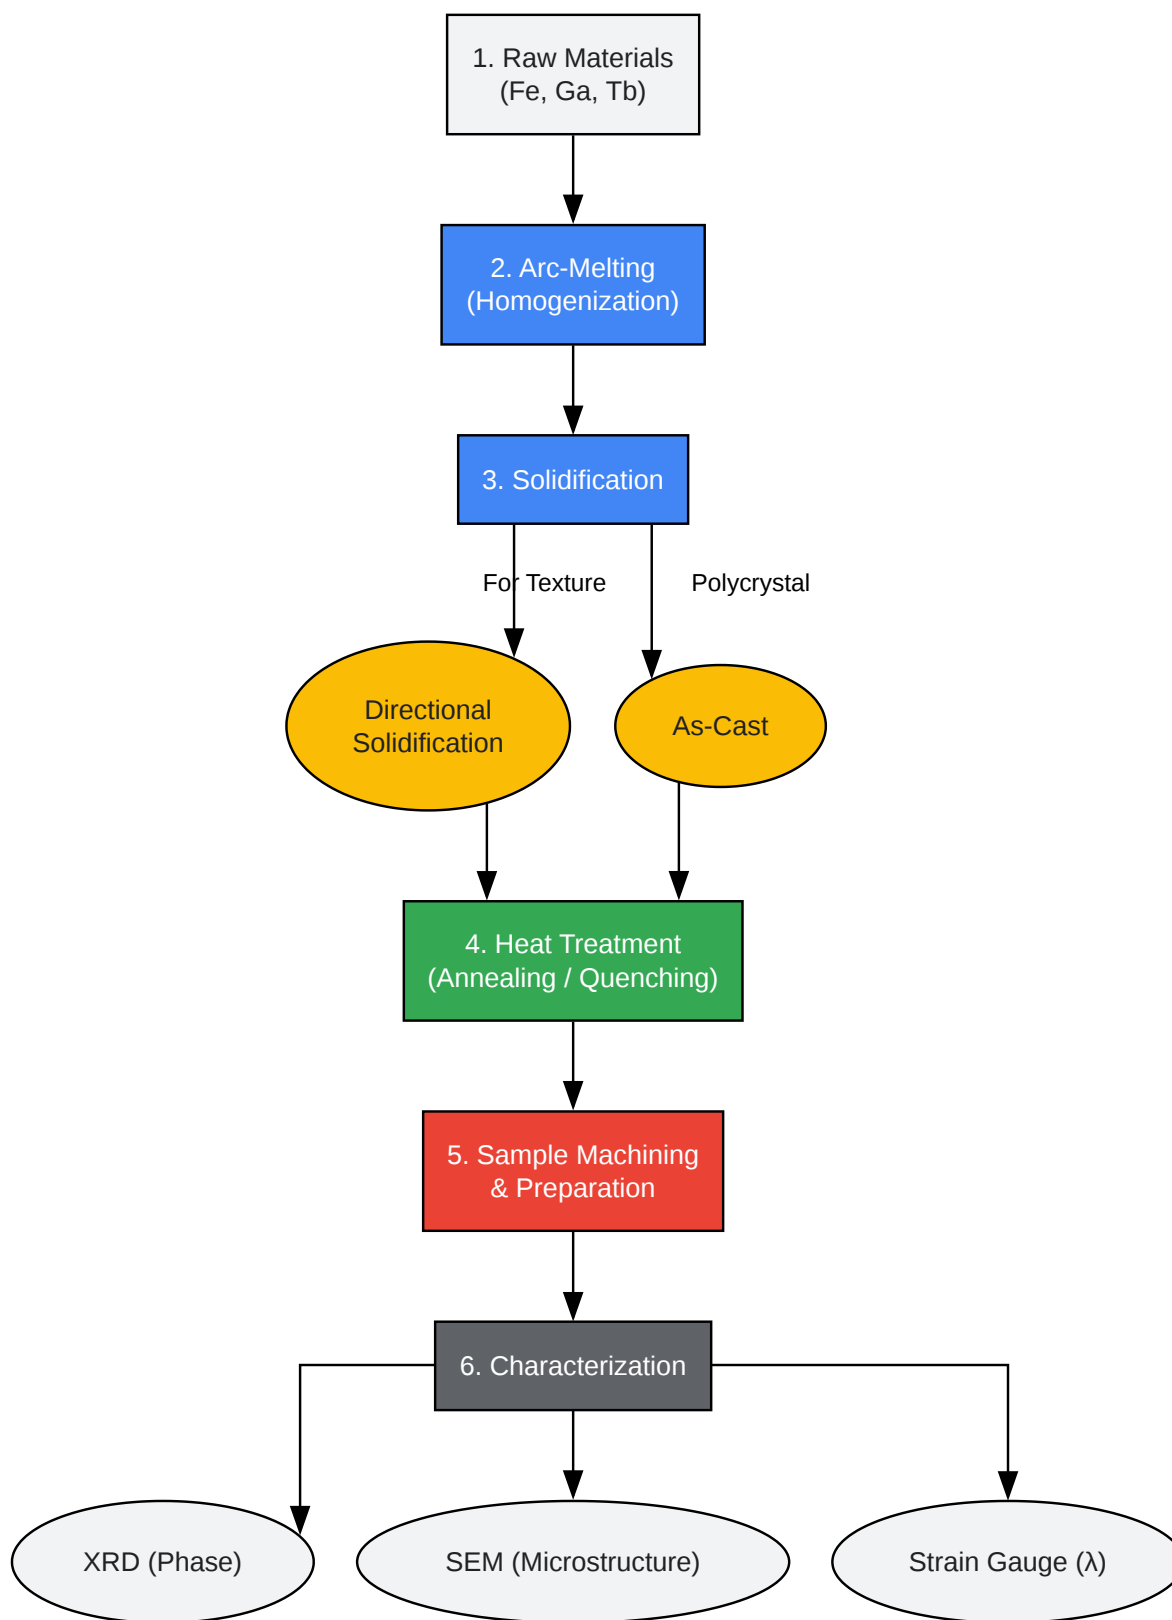 1. Raw Materials
(Fe, Ga, Tb)
2. Arc-Melting
(Homogenization)
3. Solidification
For Texture
Polycrystal
Directional
Solidification
As-Cast
4. Heat Treatment
(Annealing / Quenching)
5. Sample Machining
& Preparation
6. Characterization
XRD (Phase)
SEM (Microstructure)
Strain Gauge (λ)